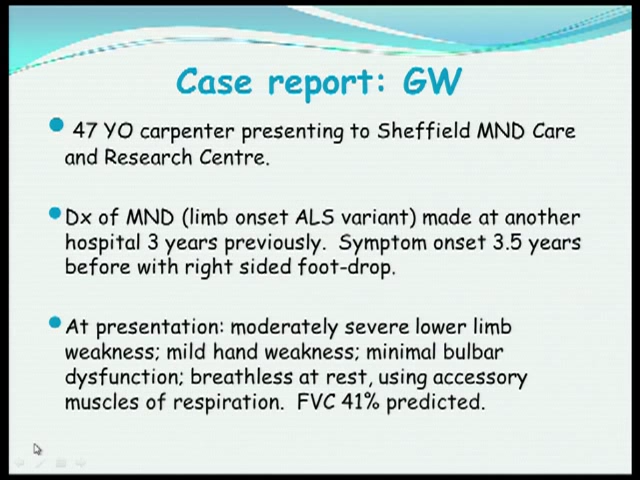 Case report: GW
47 YO carpenter presenting to Sheffield MND Care
and Research Centre.
Dx of MND (limb onset ALS variant) made at another
hospital 3 years previously. Symptom onset 3.5 years
before with right sided foot-drop.
At presentation: moderately severe lower limb
weakness; mild hand weakness; minimal bulbar
dysfunction; breathless at rest, using accessory
muscles of respiration. FVC 41% predicted.